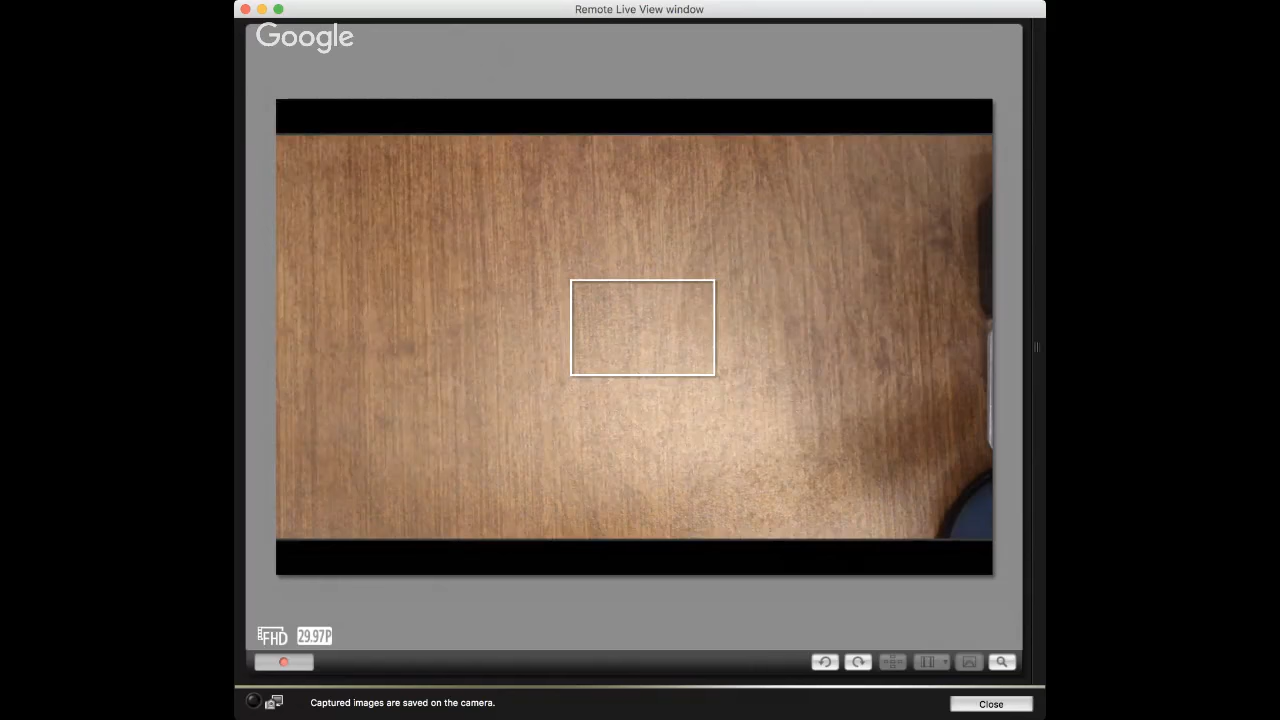 Remote Live View window
Google
FHD 29.97P
Captured images are saved on the camera.
Close